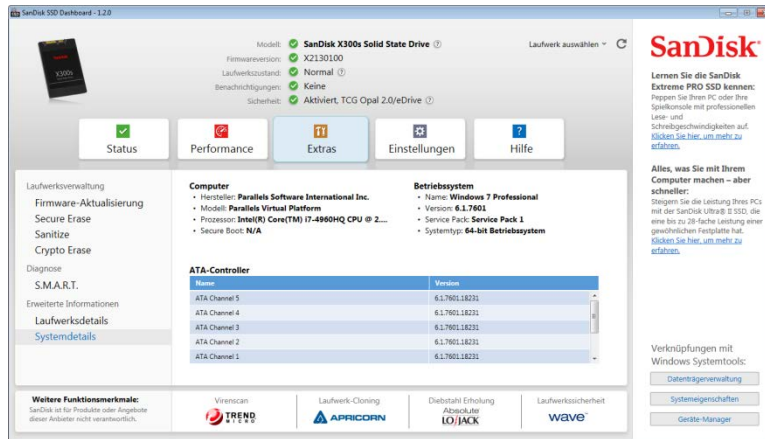 SanDisk SSD Dashboard - 1.2.0
X300s
Modell: SanDisk X300s Solid State Drive
Firmwareversion: X2130100
Laufwerkszustand: Normal
Benachrichtigungen: Keine
Sicherheit: Aktiviert, TCG Opal 2.0/eDrive
Laufwerk auswählen
Status
Performance
Extras
Einstellungen
Hilfe
Laufwerksverwaltung
Firmware-Aktualisierung
Secure Erase
Sanitize
Crypto Erase
Diagnose
S.M.A.R.T.
Erweiterte Informationen
Laufwerksdetails
Systemdetails
Computer
• Hersteller: Parallels Software International Inc.
• Modell: Parallels Virtual Platform
• Prozessor: Intel(R) Core(TM) i7-4960HQ CPU @ 2....
• Secure Boot: N/A
Betriebssystem
• Name: Windows 7 Professional
• Version: 6.1.7601
• Service Pack: Service Pack 1
• Systemtyp: 64-bit Betriebssystem
ATA-Controller
Name Version
ATA Channel 5 6.1.7601.18231
ATA Channel 4 6.1.7601.18231
ATA Channel 3 6.1.7601.18231
ATA Channel 2 6.1.7601.18231
ATA Channel 1 6.1.7601.18231
Weitere Funktionsmerkmale:
SanDisk ist für Produkte oder Angebote
dieser Anbieter nicht verantwortlich.
Virenscan
TREND
MICRO
Laufwerk-Cloning
APRICORN
Diebstahl Erholung
Absolute
LOJACK
Laufwerkssicherheit
wave
SanDisk
Lernen Sie die SanDisk
Extreme PRO SSD kennen:
Peppen Sie Ihren PC oder Ihre
Spielkonsole mit professionellen
Lese- und
Schreibgeschwindigkeiten auf.
Klicken Sie hier, um mehr zu
erfahren.
Alles, was Sie mit Ihrem
Computer machen – aber
schneller:
Steigern Sie die Leistung Ihres PCs
mit der SanDisk Ultra® II SSD, die
eine bis zu 28-fache Leistung einer
gewöhnlichen Festplatte hat.
Klicken Sie hier, um mehr zu
erfahren.
Verknüpfungen mit
Windows Systemtools:
Datenträgerverwaltung
Systemeigenschaften
Geräte-Manager